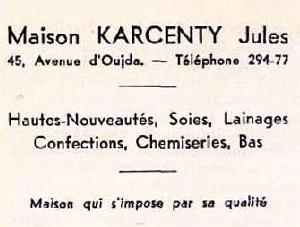 Maison KARCENTY Jules
45, Avenue d'Oujda. — Téléphone 294-77
Hautes-Nouveautés, Soies, Lainages
Confections, Chemiseries, Bas
Maison qui s'impose par sa qualité